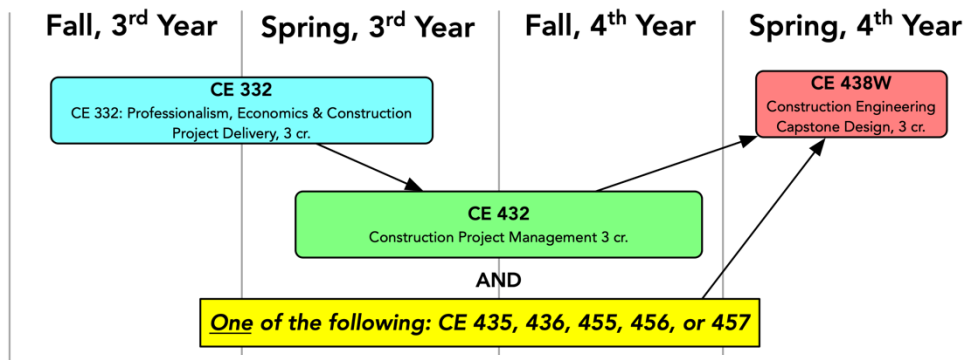 Fall, 3rd Year
Spring, 3rd Year
Fall, 4th Year
Spring, 4th Year
CE 332
CE 332: Professionalism, Economics & Construction
Project Delivery, 3 cr.
CE 438W
Construction Engineering
Capstone Design, 3 cr.
CE 432
Construction Project Management 3 cr.
AND
One of the following: CE 435, 436, 455, 456, or 457